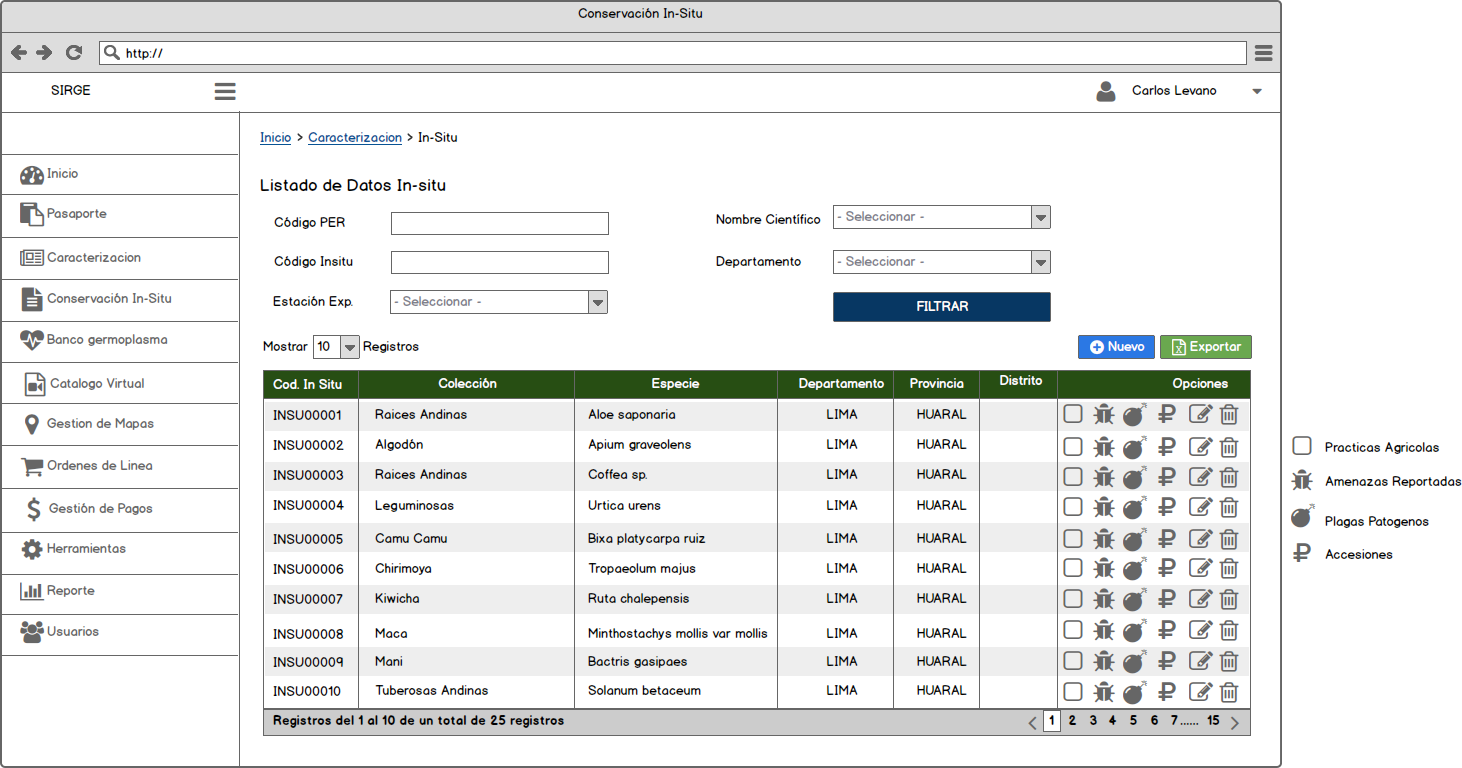 Conservación In-Situ
http://
SIRGE
Carlos Levano
Inicio > Caracterizacion > In-Situ
Inicio
Pasaporte
Caracterizacion
Conservación In-Situ
Banco germoplasma
Catalogo Virtual
Gestion de Mapas
Ordenes de Linea
Gestión de Pagos
Herramientas
Reporte
Usuarios
Listado de Datos In-situ
Código PER
Nombre Científico - Seleccionar -
Código Insitu
Departamento - Seleccionar -
Estación Exp. - Seleccionar -
FILTRAR
Mostrar 10 Registros
Nuevo Exportar
Cod. In Situ Colección Especie Departamento Provincia Distrito Opciones
INSU00001 Raices Andinas Aloe saponaria LIMA HUARAL
INSU00002 Algodón Apium graveolens LIMA HUARAL
INSU00003 Raices Andinas Coffea sp. LIMA HUARAL
INSU00004 Leguminosas Urtica urens LIMA HUARAL
INSU00005 Camu Camu Bixa platycarpa ruiz LIMA HUARAL
INSU00006 Chirimoya Tropaeolum majus LIMA HUARAL
INSU00007 Kiwicha Ruta chalepensis LIMA HUARAL
INSU00008 Maca Minthostachys mollis var mollis LIMA HUARAL
INSU00009 Mani Bactris gasipaes LIMA HUARAL
INSU00010 Tuberosas Andinas Solanum betaceum LIMA HUARAL
Registros del 1 al 10 de un total de 25 registros
1 2 3 4 5 6 7...... 15
Practicas Agricolas
Amenazas Reportadas
Plagas Patogenos
Accesiones